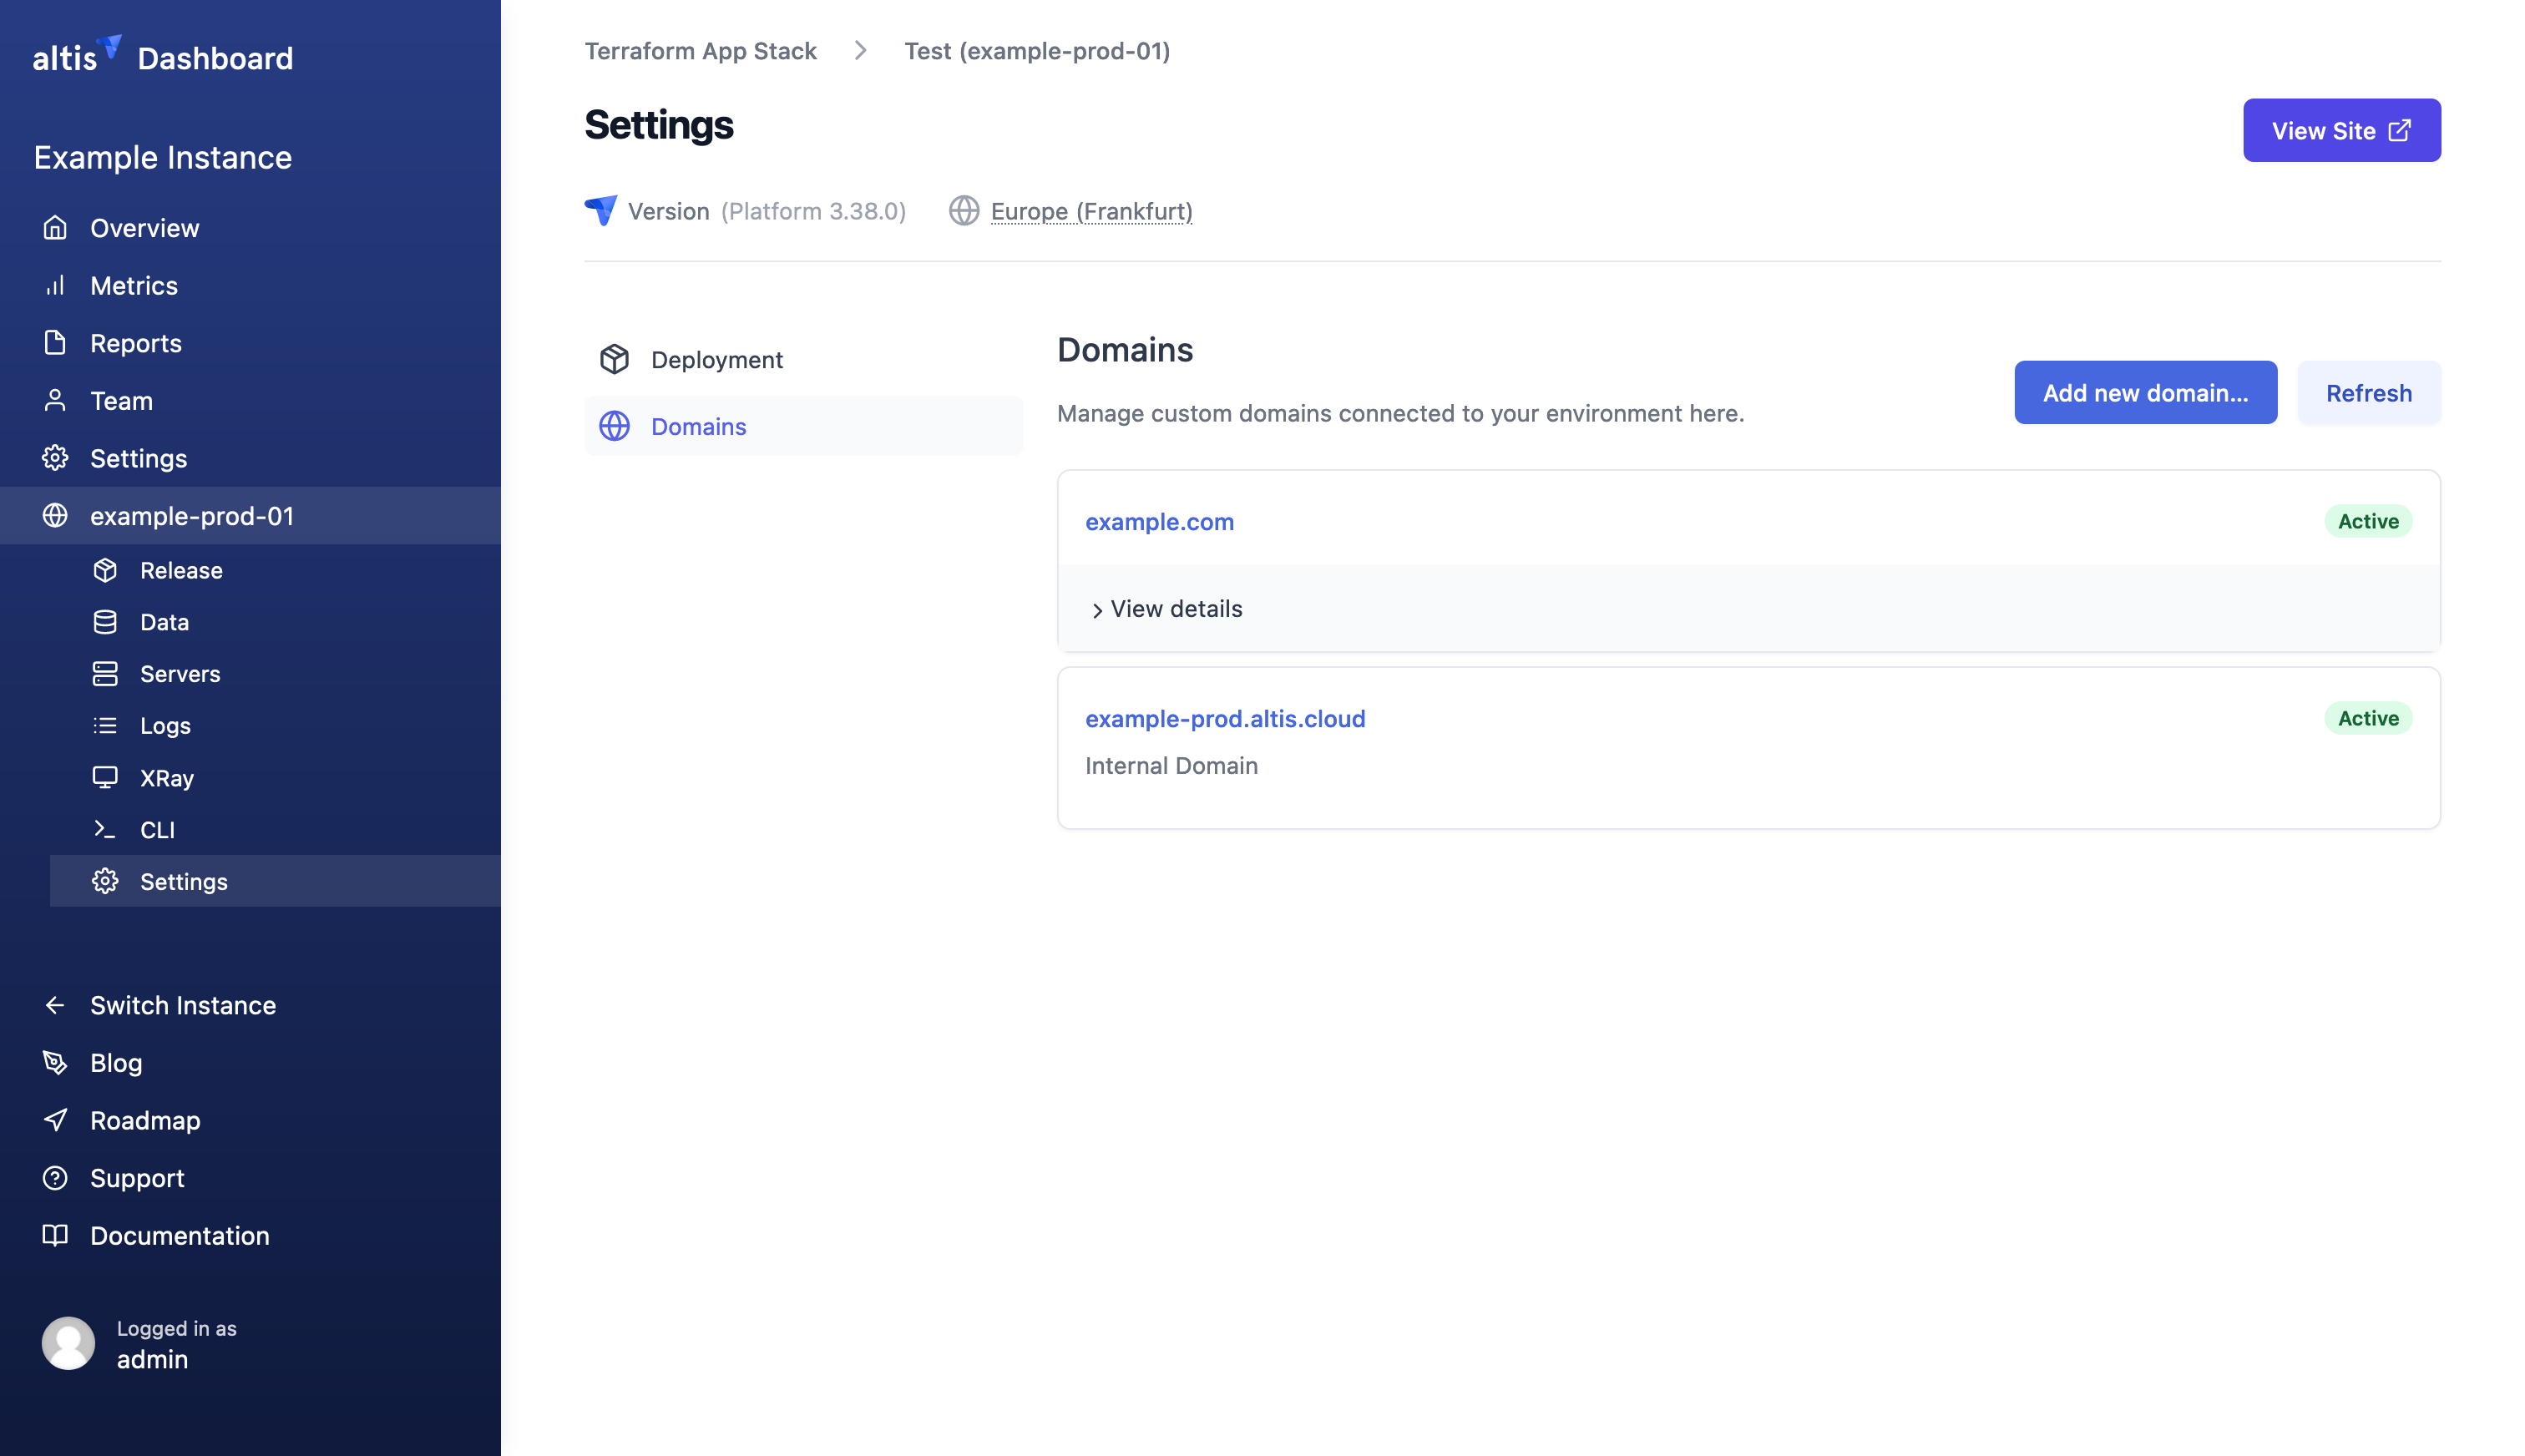 altis Dashboard
Example Instance
Overview
Metrics
Reports
Team
Settings
example-prod-01
Release
Data
Servers
Logs
XRay
CLI
Settings
Switch Instance
Blog
Roadmap
Support
Documentation
Logged in as
admin
Terraform App Stack
Test (example-prod-01)
Settings
View Site
Version (Platform 3.38.0)
Europe (Frankfurt)
Deployment
Domains
Domains
Manage custom domains connected to your environment here.
Add new domain...
Refresh
example.com
Active
View details
example-prod.altis.cloud
Active
Internal Domain